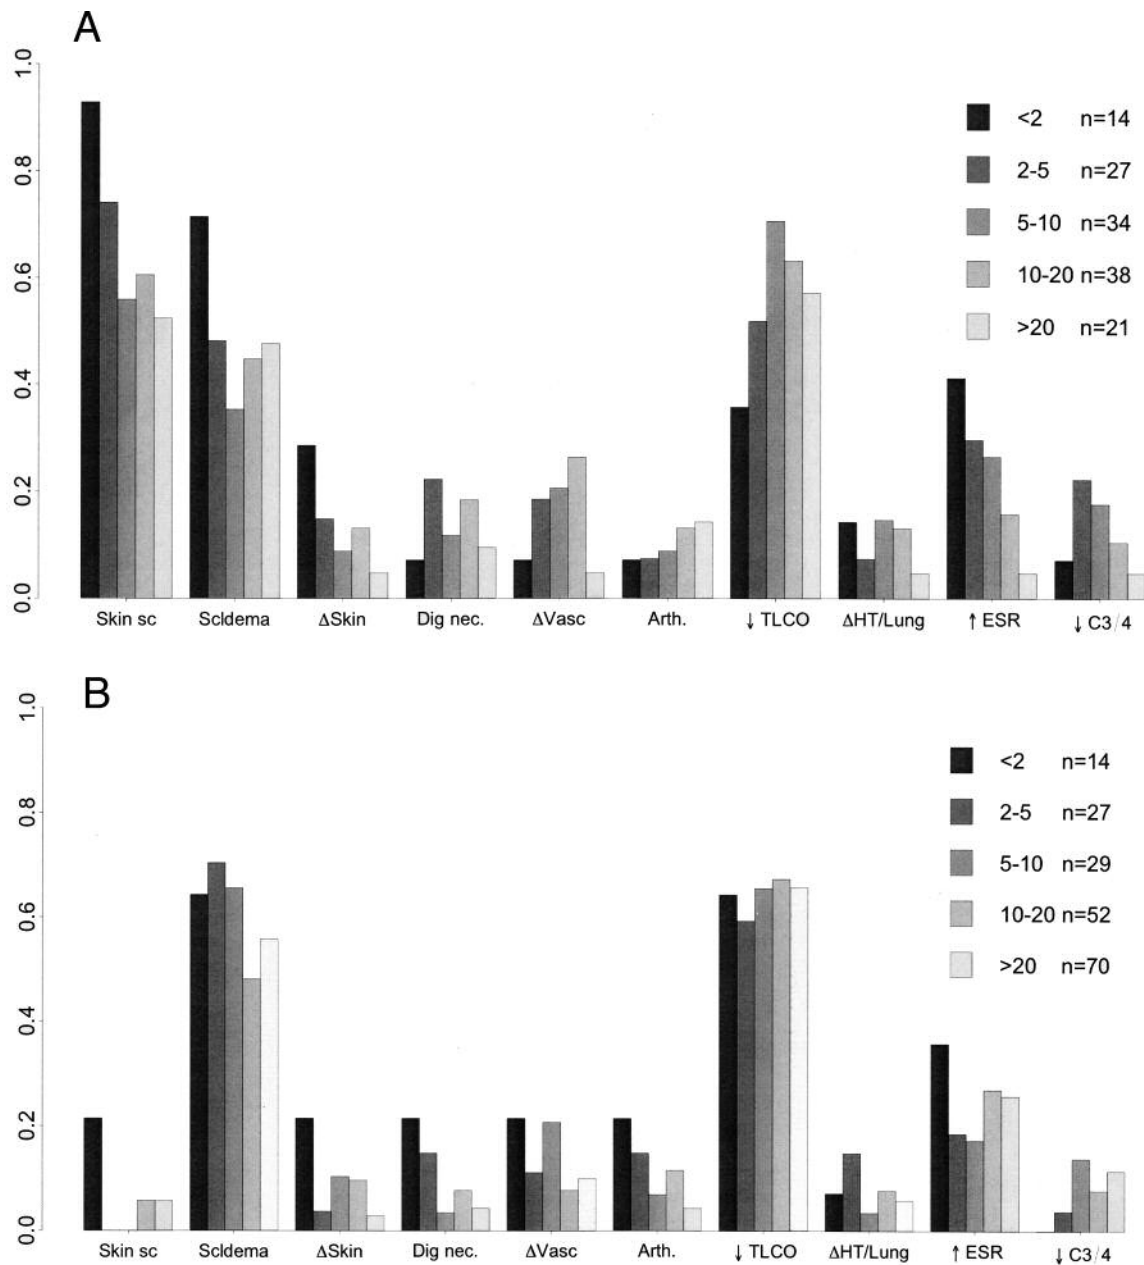 A
1.0
0.8
0.6
0.4
0.2
0.0
<2 n=14
2-5 n=27
5-10 n=34
10-20 n=38
>20 n=21
Skin sc Scldema ΔSkin Dig nec. ΔVasc Arth. ↓ TLCO ΔHT/Lung ↑ ESR ↓ C3/4
B
1.0
0.8
0.6
0.4
0.2
0.0
<2 n=14
2-5 n=27
5-10 n=29
10-20 n=52
>20 n=70
Skin sc Scldema ΔSkin Dig nec. ΔVasc Arth. ↓ TLCO ΔHT/Lung ↑ ESR ↓ C3/4